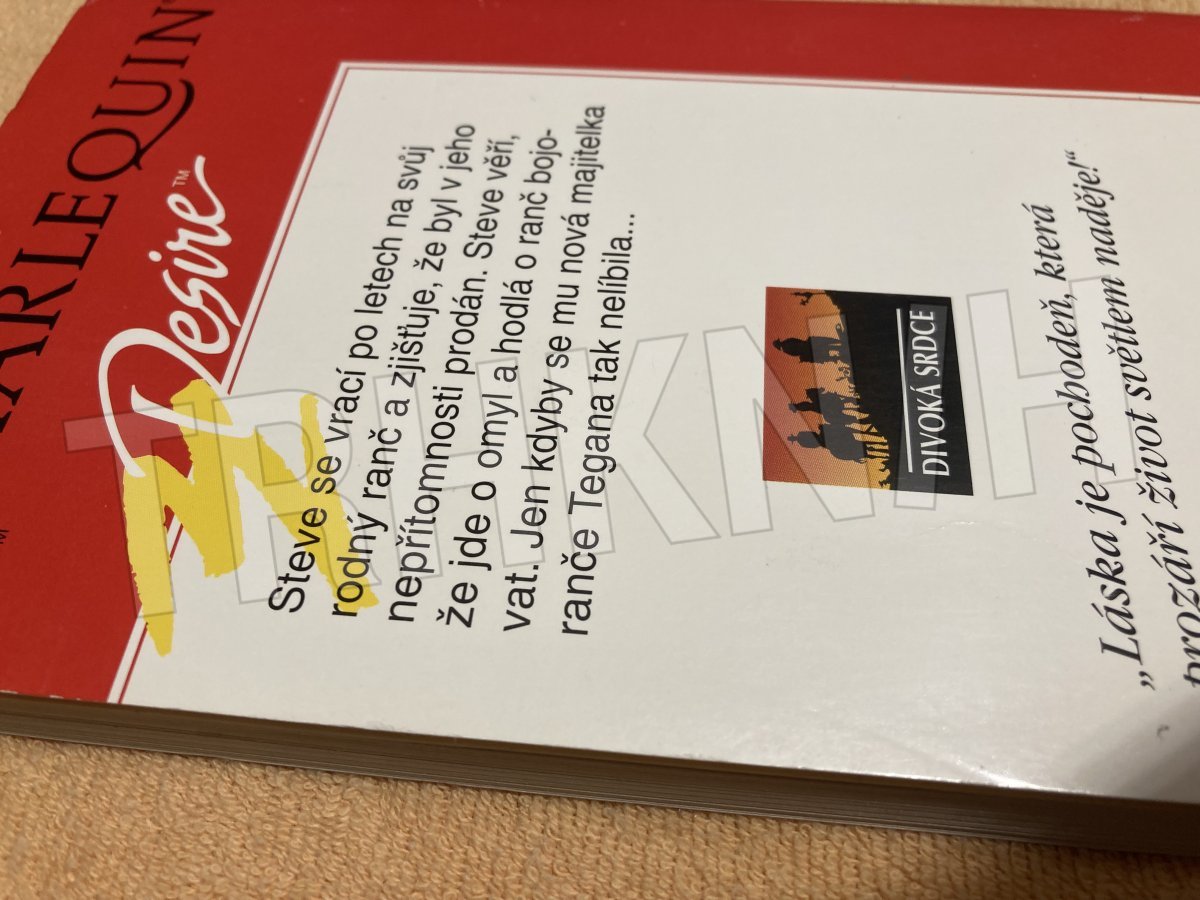 HARLEQUIN
Desire™
Steve se vrací po letech na svůj
rodný ranč a zjišťuje, že byl v jeho
nepřítomnosti prodán. Steve věří,
že jde o omyl a hodlá o ranč bojo-
vat. Jen kdyby se mu nová majitelka
ranče Tegana tak nelíbila...
DIVOKÁ SRDCE
„Láska je pochodeň, která
prozáří život světlem naděje!“
TRHKNIH